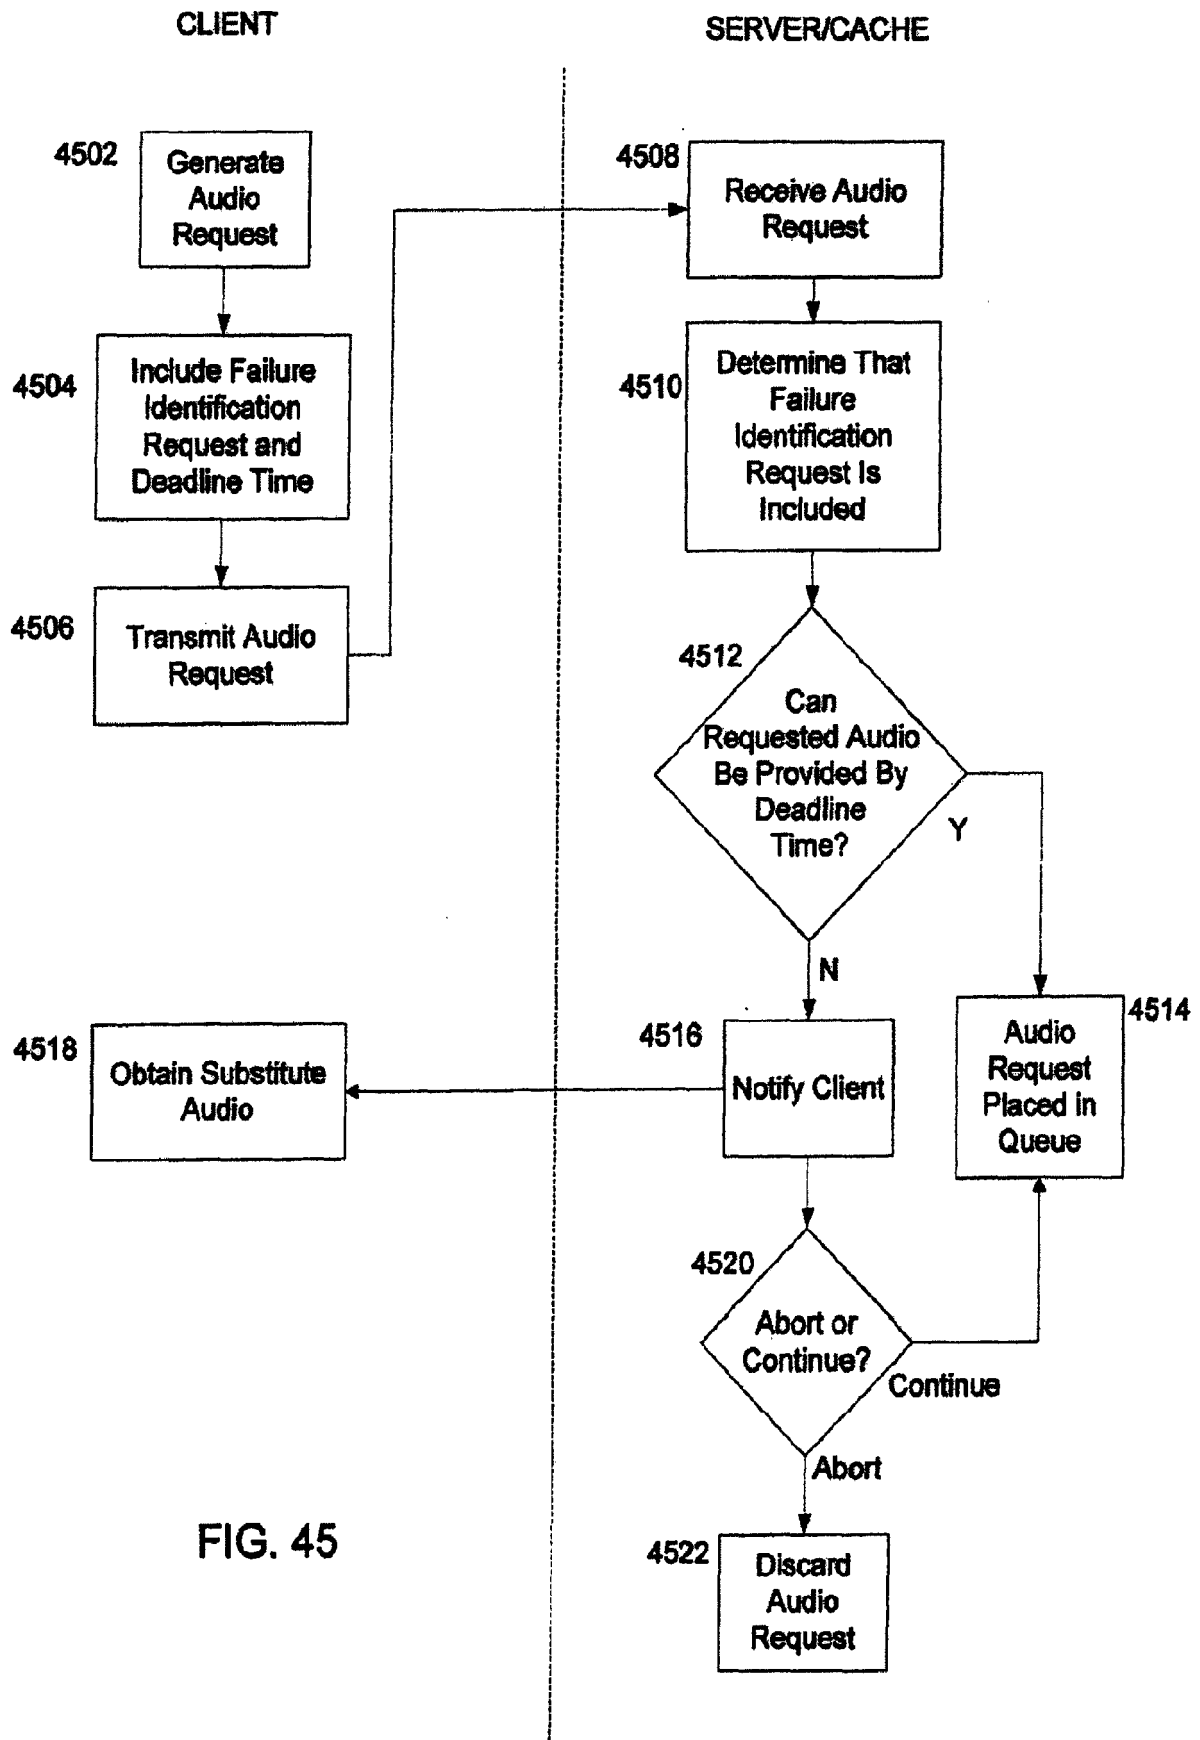 CLIENT
SERVER/CACHE
4502
Generate
Audio
Request
4508
Receive Audio
Request
4504
Include Failure
Identification
Request and
Deadline Time
4510
Determine That
Failure
Identification
Request Is
Included
4506
Transmit Audio
Request
4512
Can
Requested Audio
Be Provided By
Deadline
Time?
Y
N
4518
Obtain Substitute
Audio
4516
Notify Client
4514
Audio
Request
Placed in
Queue
4520
Abort or
Continue?
Continue
Abort
FIG. 45
4522
Discard
Audio
Request